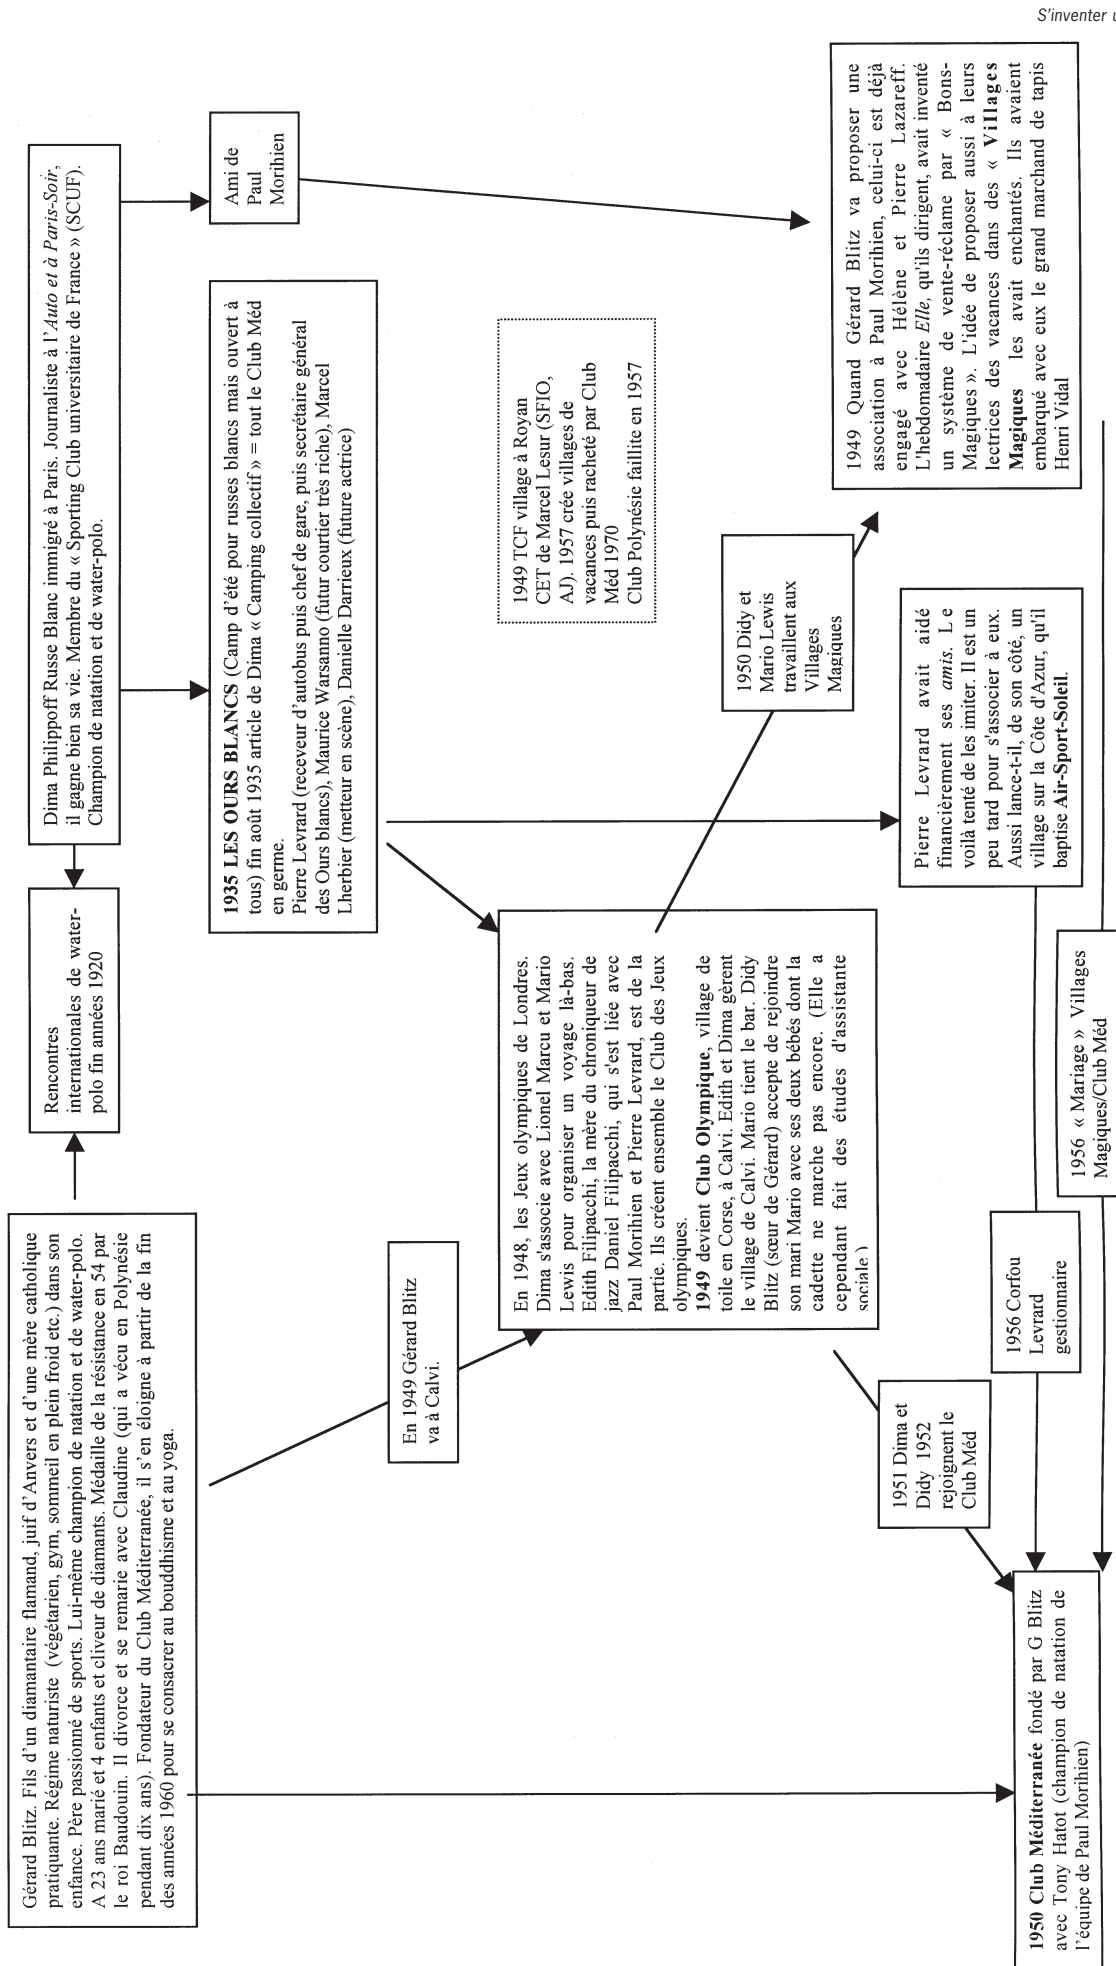 S'inventer
Gérard Blitz. Fils d'un diamantaire flamand, juif d'Anvers et d'une mère catholique
pratiquante. Régime naturiste (végétarien, gym, sommeil en plein froid etc.) dans son
enfance. Père passionné de sports. Lui-même champion de natation et de water-polo.
A 23 ans marié et 4 enfants et cliveur de diamants. Médaille de la résistance en 54 par
le roi Baudouin. Il divorce et se remarie avec Claudine (qui a vécu en Polynésie
pendant dix ans). Fondateur du Club Méditerranée, il s'en éloigne à partir de la fin
des années 1960 pour se consacrer au bouddhisme et au yoga.
Rencontres
internationales de water-
polo fin années 1920
Dima Philippoff Russe Blanc immigré à Paris. Journaliste à l'Auto et à Paris-Soir,
il gagne bien sa vie. Membre du « Sporting Club universitaire de France » (SCUF).
Champion de natation et de water-polo.
Ami de
Paul
Morihien
1935 LES OURS BLANCS (Camp d'été pour russes blancs mais ouvert à
tous) fin août 1935 article de Dima « Camping collectif » = tout le Club Méd
en germe.
Pierre Levrard (receveur d'autobus puis chef de gare, puis secrétaire général
des Ours blancs), Maurice Warsanno (futur courtier très riche), Marcel
Lherbier (metteur en scène), Danielle Darrieux (future actrice)
En 1949 Gérard Blitz
va à Calvi.
En 1948, les Jeux olympiques de Londres.
Dima s'associe avec Lionel Marcu et Mario
Lewis pour organiser un voyage là-bas.
Edith Filipacchi, la mère du chroniqueur de
jazz Daniel Filipacchi, qui s'est liée avec
Paul Morihien et Pierre Levrard, est de la
partie. Ils créent ensemble le Club des Jeux
olympiques.
1949 devient Club Olympique, village de
toile en Corse, à Calvi. Edith et Dima gèrent
le village de Calvi. Mario tient le bar. Didy
Blitz (sœur de Gérard) accepte de rejoindre
son mari Mario avec ses deux bébés dont la
cadette ne marche pas encore. (Elle a
cependant fait des études d'assistante
sociale )
1949 TCF village à Royan
CET de Marcel Lesur (SFIO,
AJ). 1957 crée villages de
vacances puis racheté par Club
Méd 1970
Club Polynésie faillite en 1957
1950 Didy et
Mario Lewis
travaillent aux
Villages
Magiques
1949 Quand Gérard Blitz va proposer une
association à Paul Morihien, celui-ci est déjà
engagé avec Hélène et Pierre Lazareff.
L'hebdomadaire Elle, qu'ils dirigent, avait inventé
un système de vente-réclame par « Bons-
Magiques ». L'idée de proposer aussi à leurs
lectrices des vacances dans des « Villages
Magiques les avait enchantés. Ils avaient
embarqué avec eux le grand marchand de tapis
Henri Vidal
Pierre Levrard avait aidé
financièrement ses amis. L e
voilà tenté de les imiter. Il est un
peu tard pour s'associer à eux.
Aussi lance-t-il, de son côté, un
village sur la Côte d'Azur, qu'il
baptise Air-Sport-Soleil.
1951 Dima et
Didy 1952
rejoignent le
Club Méd
1956 Corfou
Levrard
gestionnaire
1956 « Mariage » Villages
Magiques/Club Méd
1950 Club Méditerranée fondé par G Blitz
avec Tony Hatot (champion de natation de
l'équipe de Paul Morihien)